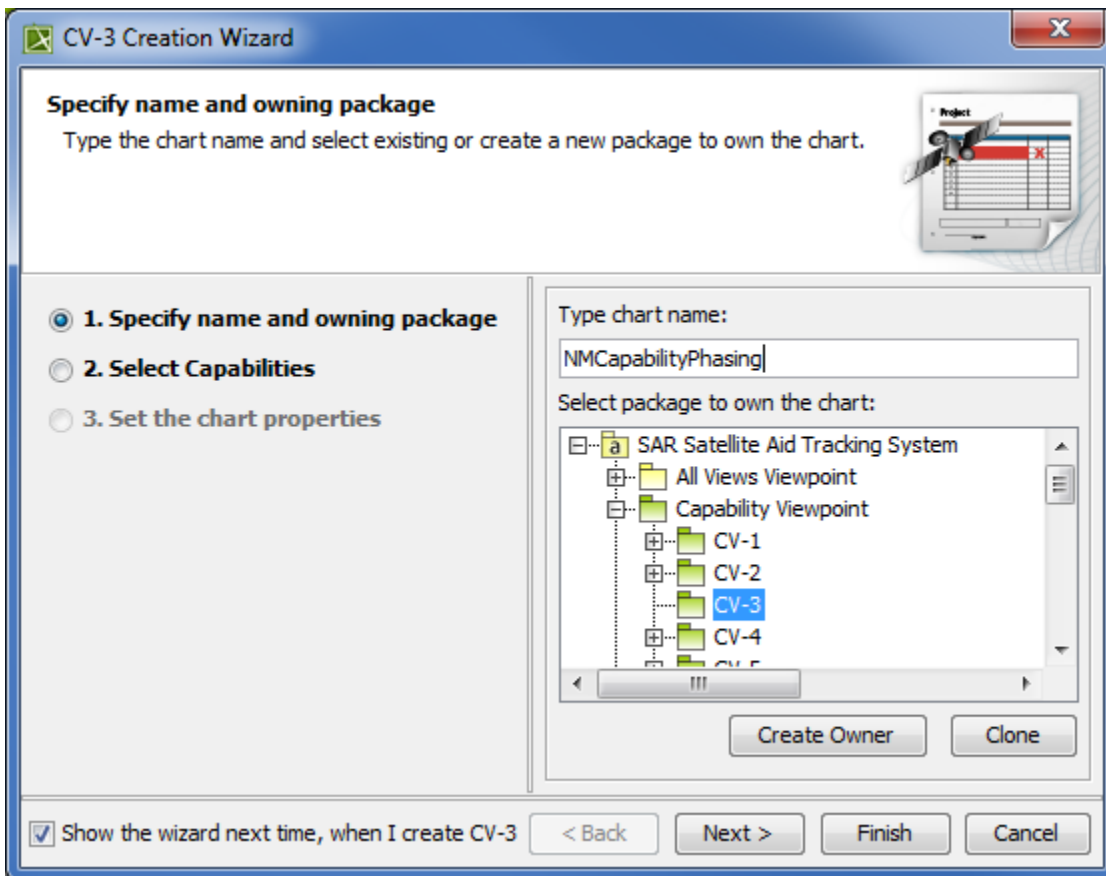 CV-3 Creation Wizard
Specify name and owning package
Type the chart name and select existing or create a new package to own the chart.
Project
1. Specify name and owning package
2. Select Capabilities
3. Set the chart properties
Type chart name:
NMCapabilityPhasing
Select package to own the chart:
a SAR Satellite Aid Tracking System
All Views Viewpoint
Capability Viewpoint
CV-1
CV-2
CV-3
CV-4
Create Owner Clone
Show the wizard next time, when I create CV-3 < Back Next > Finish Cancel